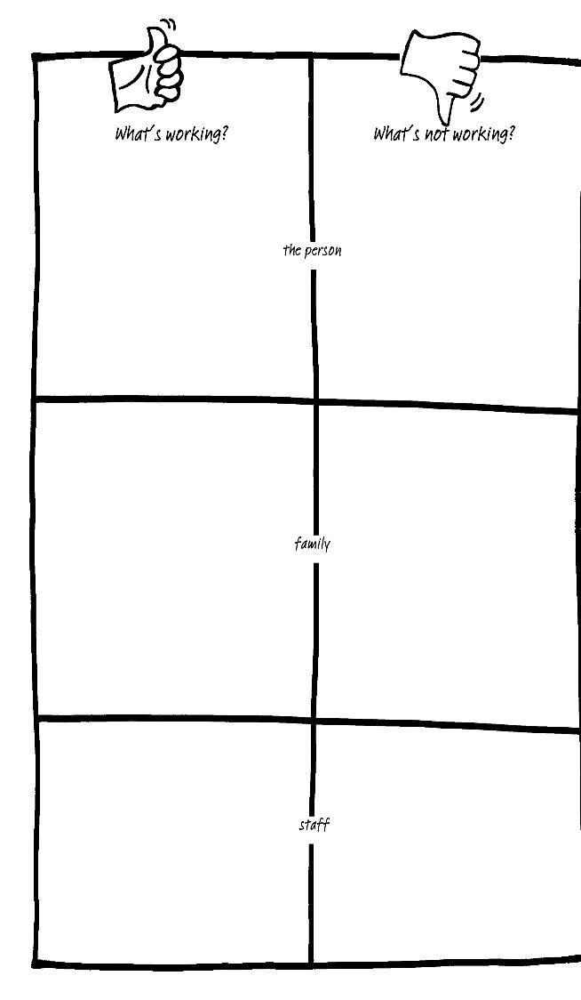 What's working?
What's not working?
the person
family
staff